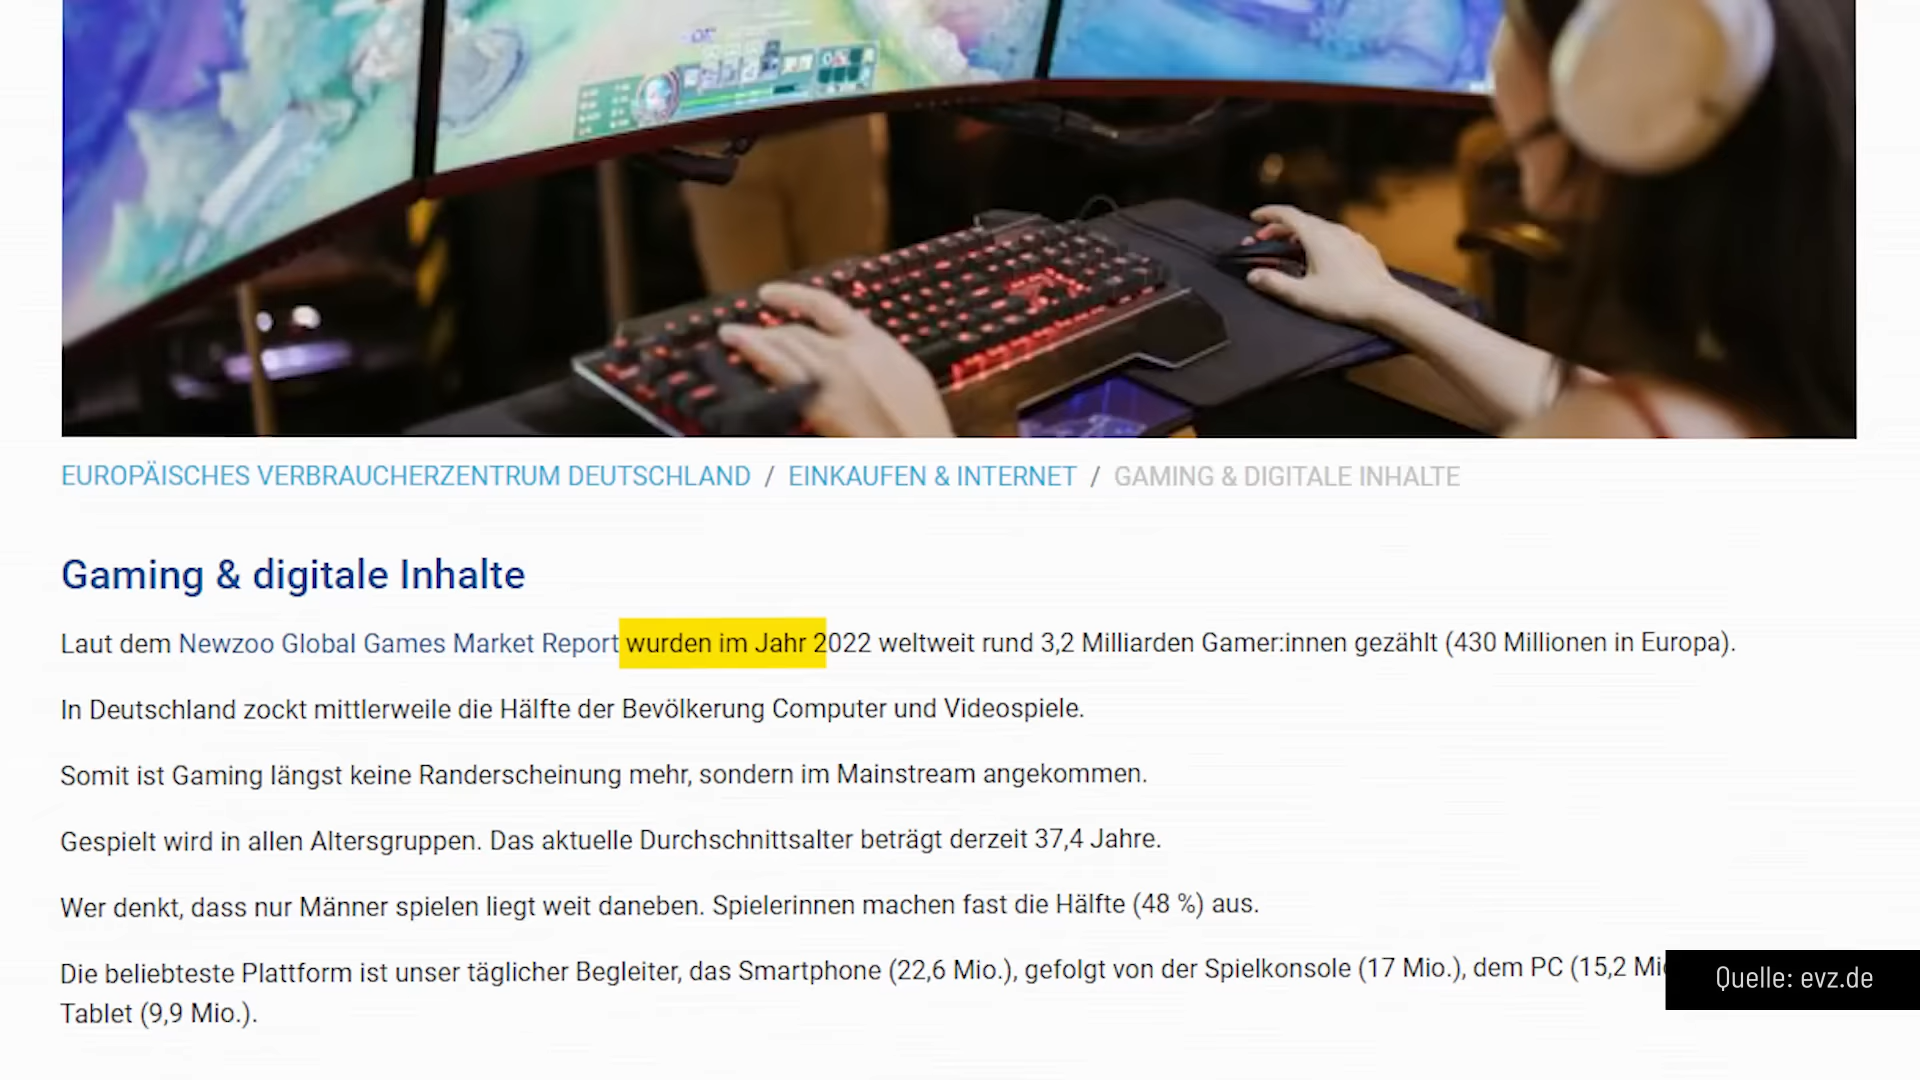 EUROPÄISCHES VERBRAUCHERZENTRUM DEUTSCHLAND / EINKAUFEN & INTERNET / GAMING & DIGITALE INHALTE
Gaming & digitale Inhalte
Laut dem Newzoo Global Games Market Report wurden im Jahr 2022 weltweit rund 3,2 Milliarden Gamer:innen gezählt (430 Millionen in Europa).
In Deutschland zockt mittlerweile die Hälfte der Bevölkerung Computer und Videospiele.
Somit ist Gaming längst keine Randerscheinung mehr, sondern im Mainstream angekommen.
Gespielt wird in allen Altersgruppen. Das aktuelle Durchschnittsalter beträgt derzeit 37,4 Jahre.
Wer denkt, dass nur Männer spielen liegt weit daneben. Spielerinnen machen fast die Hälfte (48 %) aus.
Die beliebteste Plattform ist unser täglicher Begleiter, das Smartphone (22,6 Mio.), gefolgt von der Spielkonsole (17 Mio.), dem PC (15,2
Tablet (9,9 Mio.).
Quelle: evz.de